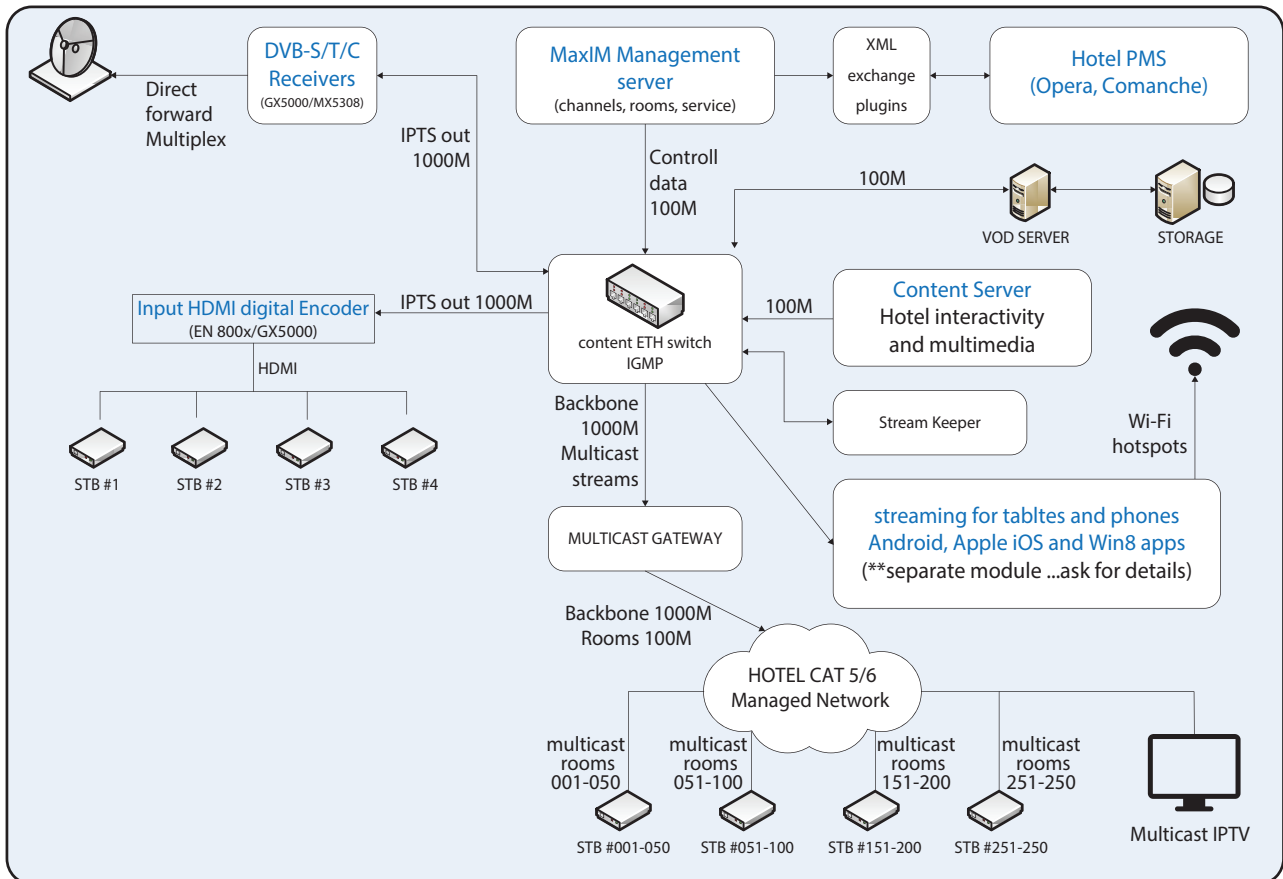 DVB-S/T/C
Receivers
(GX5000/MX5308)
Direct
forward
Multiplex
IPTS out
1000M
MaxIM Management
server
(channels, rooms, service)
XML
exchange
plugins
Hotel PMS
(Opera, Comanche)
Controll
data
100M
100M
VOD SERVER
STORAGE
Input HDMI digital Encoder
(EN 800x/GX5000)
IPTS out 1000M
HDMI
STB #1
STB #2
STB #3
STB #4
content ETH switch
IGMP
100M
Content Server
Hotel interactivity
and multimedia
Stream Keeper
Wi-Fi
hotspots
Backbone
1000M
Multicast
streams
streaming for tabltes and phones
Android, Apple iOS and Win8 apps
(**separate module ...ask for details)
MULTICAST GATEWAY
Backbone 1000M
Rooms 100M
HOTEL CAT 5/6
Managed Network
multicast
rooms
001-050
multicast
rooms
051-100
multicast
rooms
151-200
multicast
rooms
251-250
STB #001-050
STB #051-100
STB #151-200
STB #251-250
Multicast IPTV